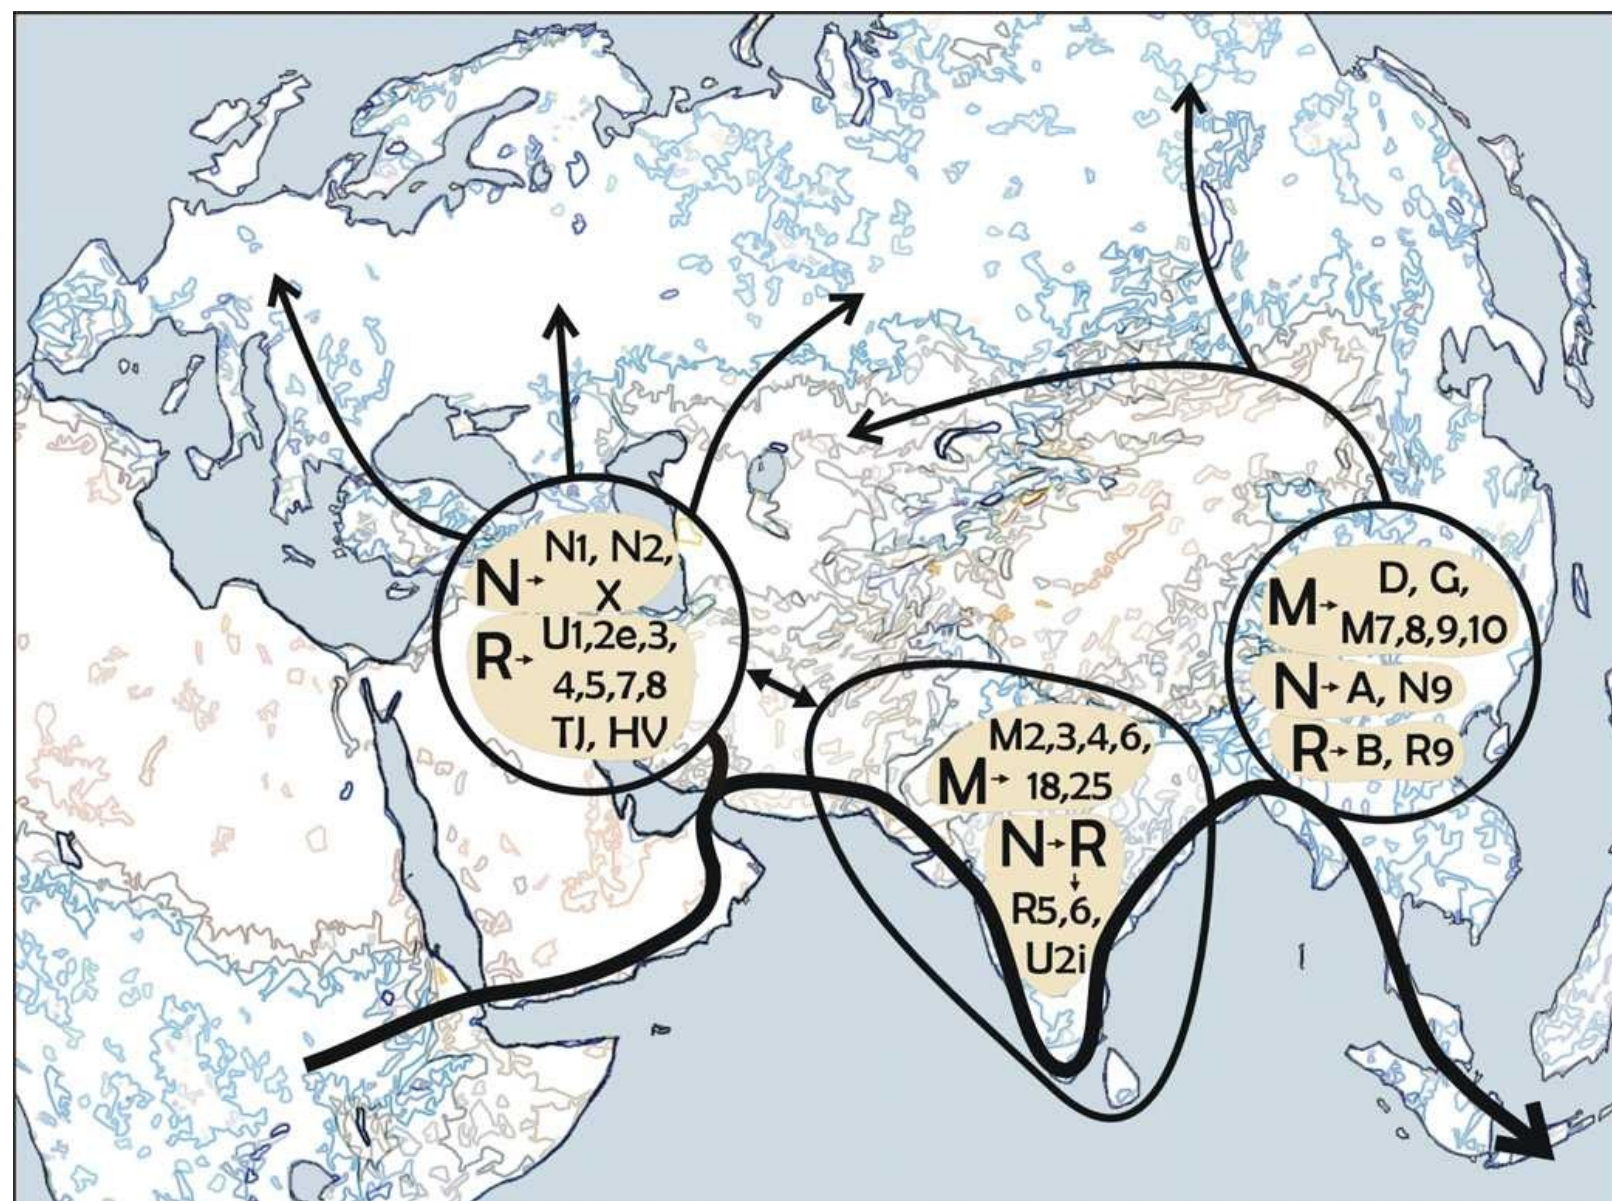 N→ N1, N2,
X
R→ U1,2e,3,
4,5,7,8
TJ, HV
M2,3,4,6,
M→ 18,25
N→R
↓
R5,6,
U2i
M→ D, G,
M7,8,9,10
N→A, N9
R→B, R9